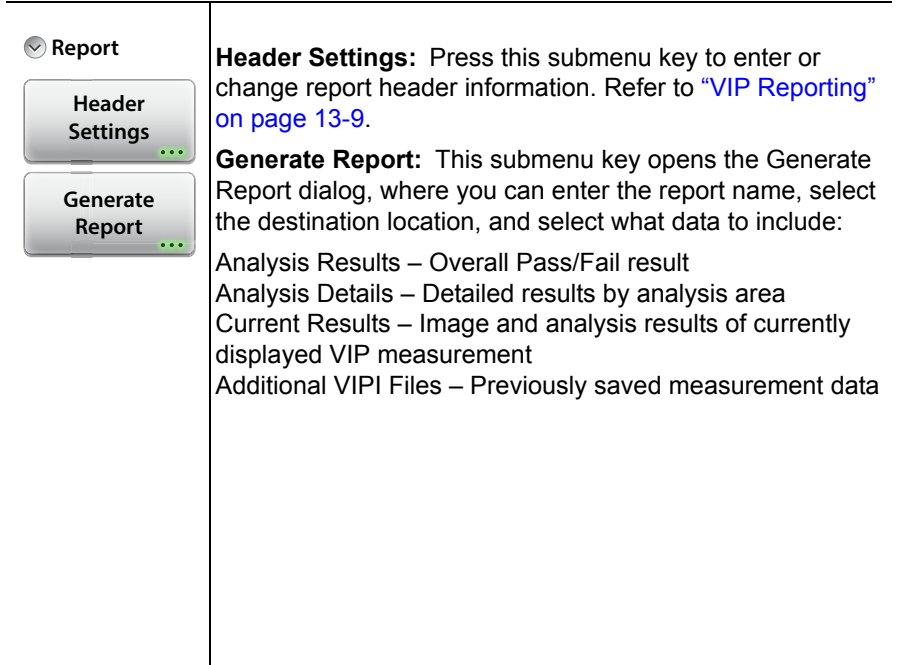 Report
Header
Settings
Generate
Report
Header Settings: Press this submenu key to enter or
change report header information. Refer to “VIP Reporting”
on page 13-9.
Generate Report: This submenu key opens the Generate
Report dialog, where you can enter the report name, select
the destination location, and select what data to include:
Analysis Results – Overall Pass/Fail result
Analysis Details – Detailed results by analysis area
Current Results – Image and analysis results of currently
displayed VIP measurement
Additional VIPI Files – Previously saved measurement data